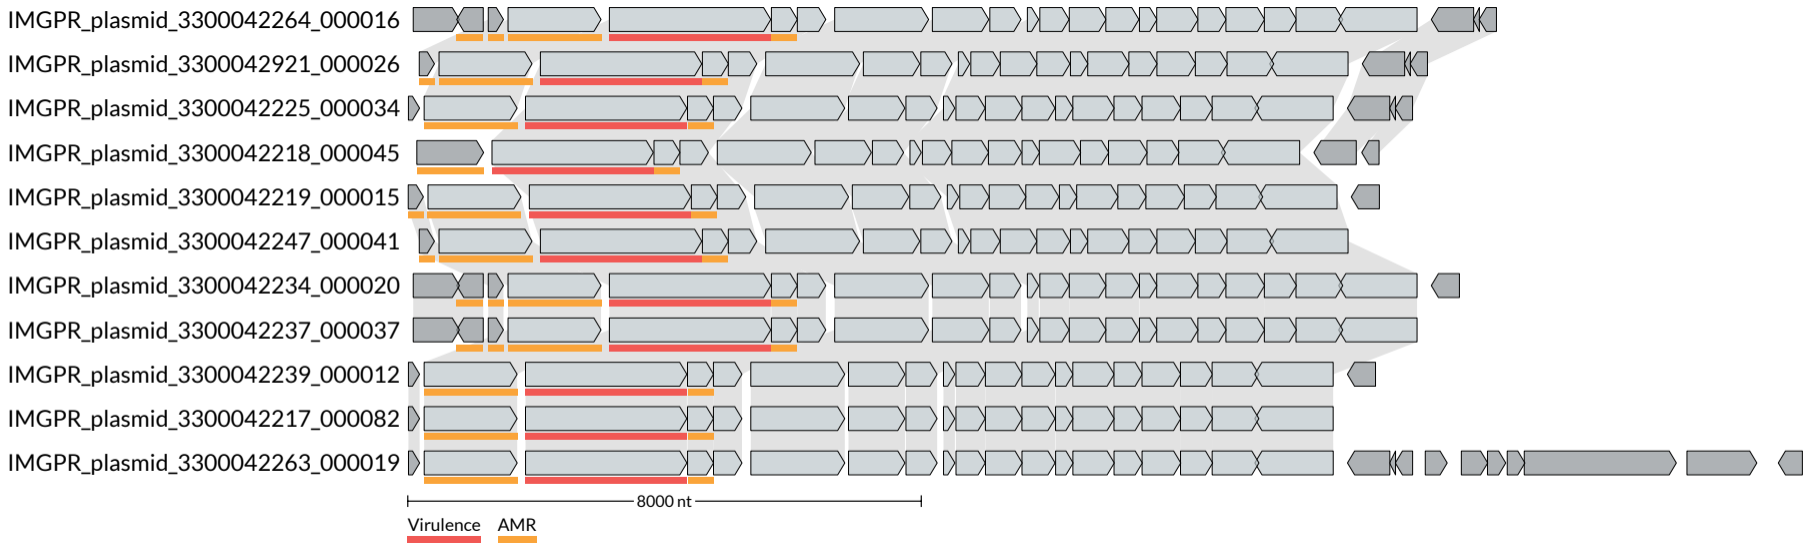 IMGPR_plasmid_3300042264_000016
IMGPR_plasmid_3300042921_000026
IMGPR_plasmid_3300042225_000034
IMGPR_plasmid_3300042218_000045
IMGPR_plasmid_3300042219_000015
IMGPR_plasmid_3300042247_000041
IMGPR_plasmid_3300042234_000020
IMGPR_plasmid_3300042237_000037
IMGPR_plasmid_3300042239_000012
IMGPR_plasmid_3300042217_000082
IMGPR_plasmid_3300042263_000019
8000 nt
Virulence AMR